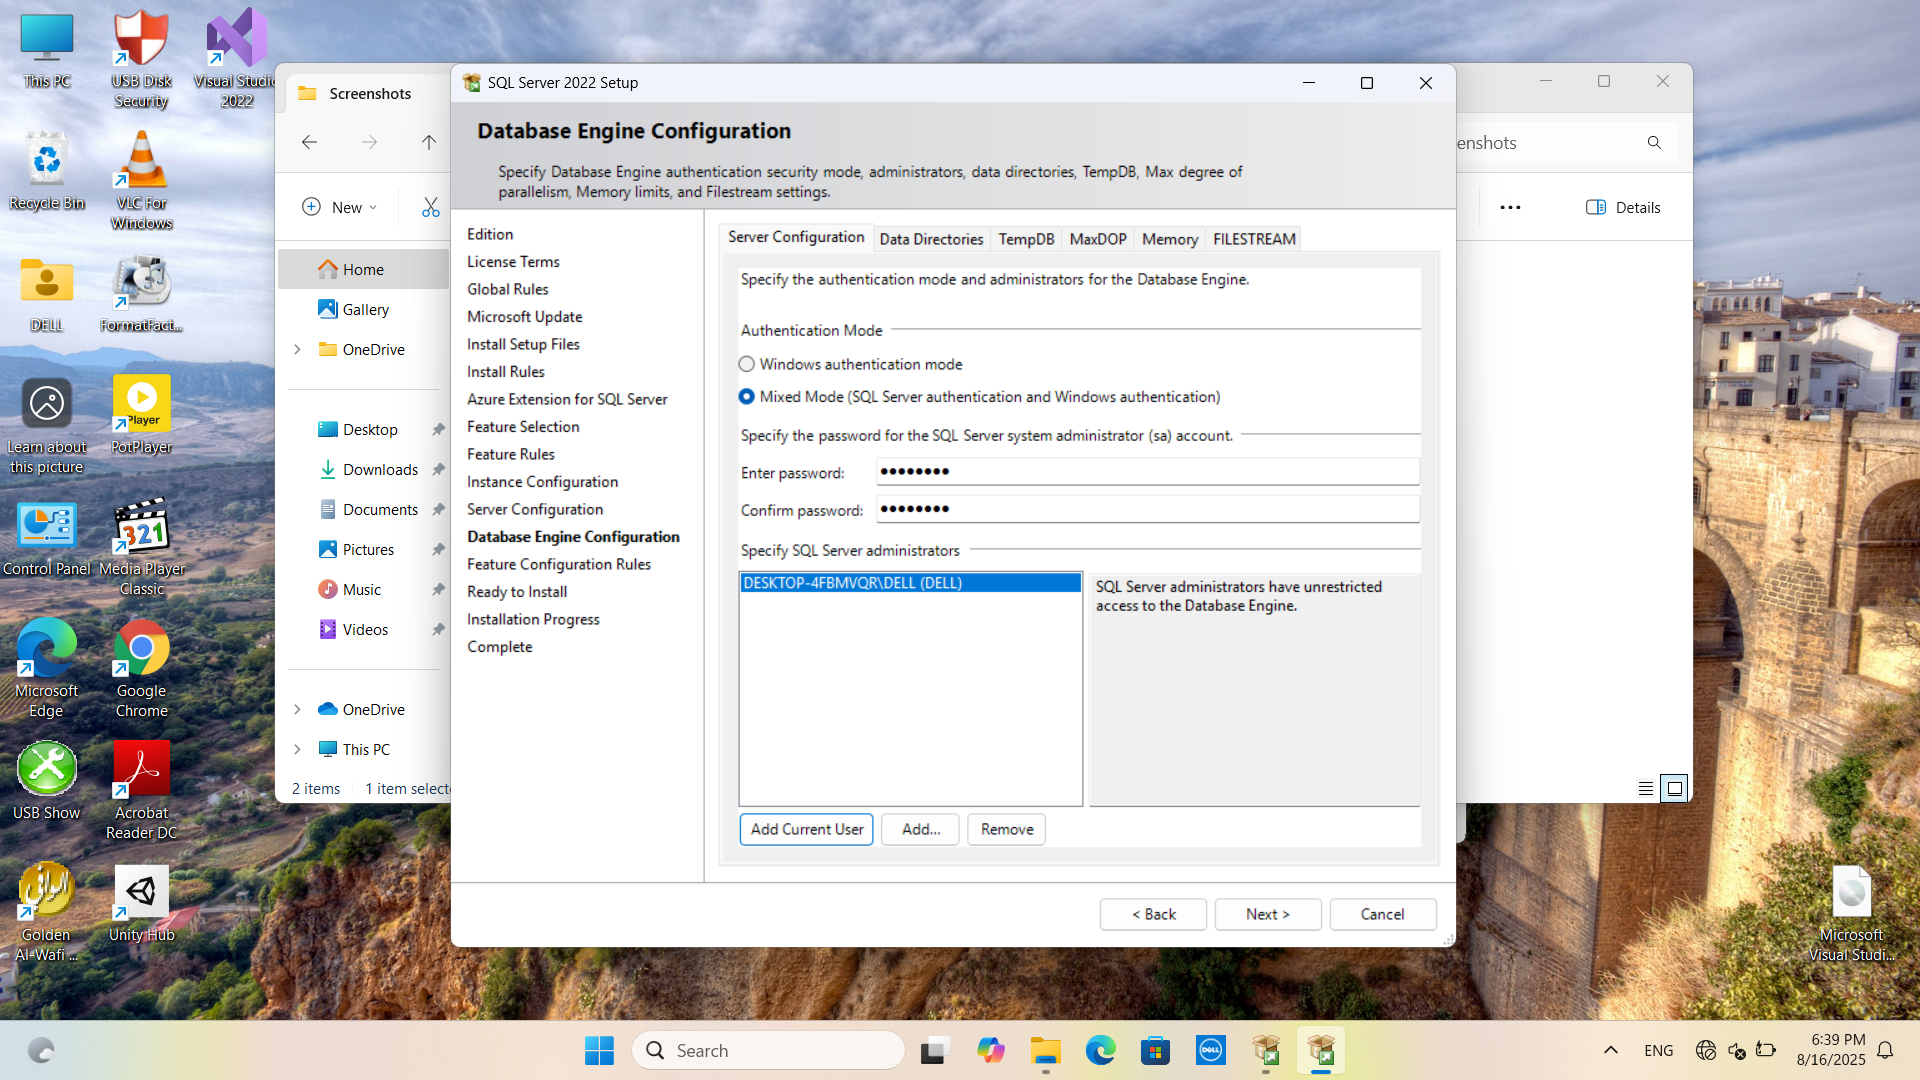 This PC
USB Disk
Security
Visual Studio
2022
Recycle Bin
VLC For
Windows
DELL
FormatFact...
Learn about
this picture
Player
PotPlayer
Control Panel
321
Media Player
Classic
Microsoft
Edge
Google
Chrome
USB Show
Acrobat
Reader DC
الوافي
Golden
Al-Wafi ...
Unity Hub
Screenshots
New
Home
Gallery
OneDrive
Desktop
Downloads
Documents
Pictures
Music
Videos
OneDrive
This PC
2 items
1 item select
SQL Server 2022 Setup
Database Engine Configuration
Specify Database Engine authentication security mode, administrators, data directories, TempDB, Max degree of
parallelism, Memory limits, and Filestream settings.
Edition
License Terms
Global Rules
Microsoft Update
Install Setup Files
Install Rules
Azure Extension for SQL Server
Feature Selection
Feature Rules
Instance Configuration
Server Configuration
Database Engine Configuration
Feature Configuration Rules
Ready to Install
Installation Progress
Complete
Server Configuration
Data Directories
TempDB
MaxDOP
Memory
FILESTREAM
Specify the authentication mode and administrators for the Database Engine.
Authentication Mode
Windows authentication mode
Mixed Mode (SQL Server authentication and Windows authentication)
Specify the password for the SQL Server system administrator (sa) account.
Enter password: ●●●●●●●●
Confirm password: ●●●●●●●●
Specify SQL Server administrators
DESKTOP-4FBMVQR\DELL (DELL)
SQL Server administrators have unrestricted
access to the Database Engine.
Add Current User
Add...
Remove
< Back
Next >
Cancel
enshots
Details
Microsoft
Visual Studi...
Search
DELL
ENG
6:39 PM
8/16/2025